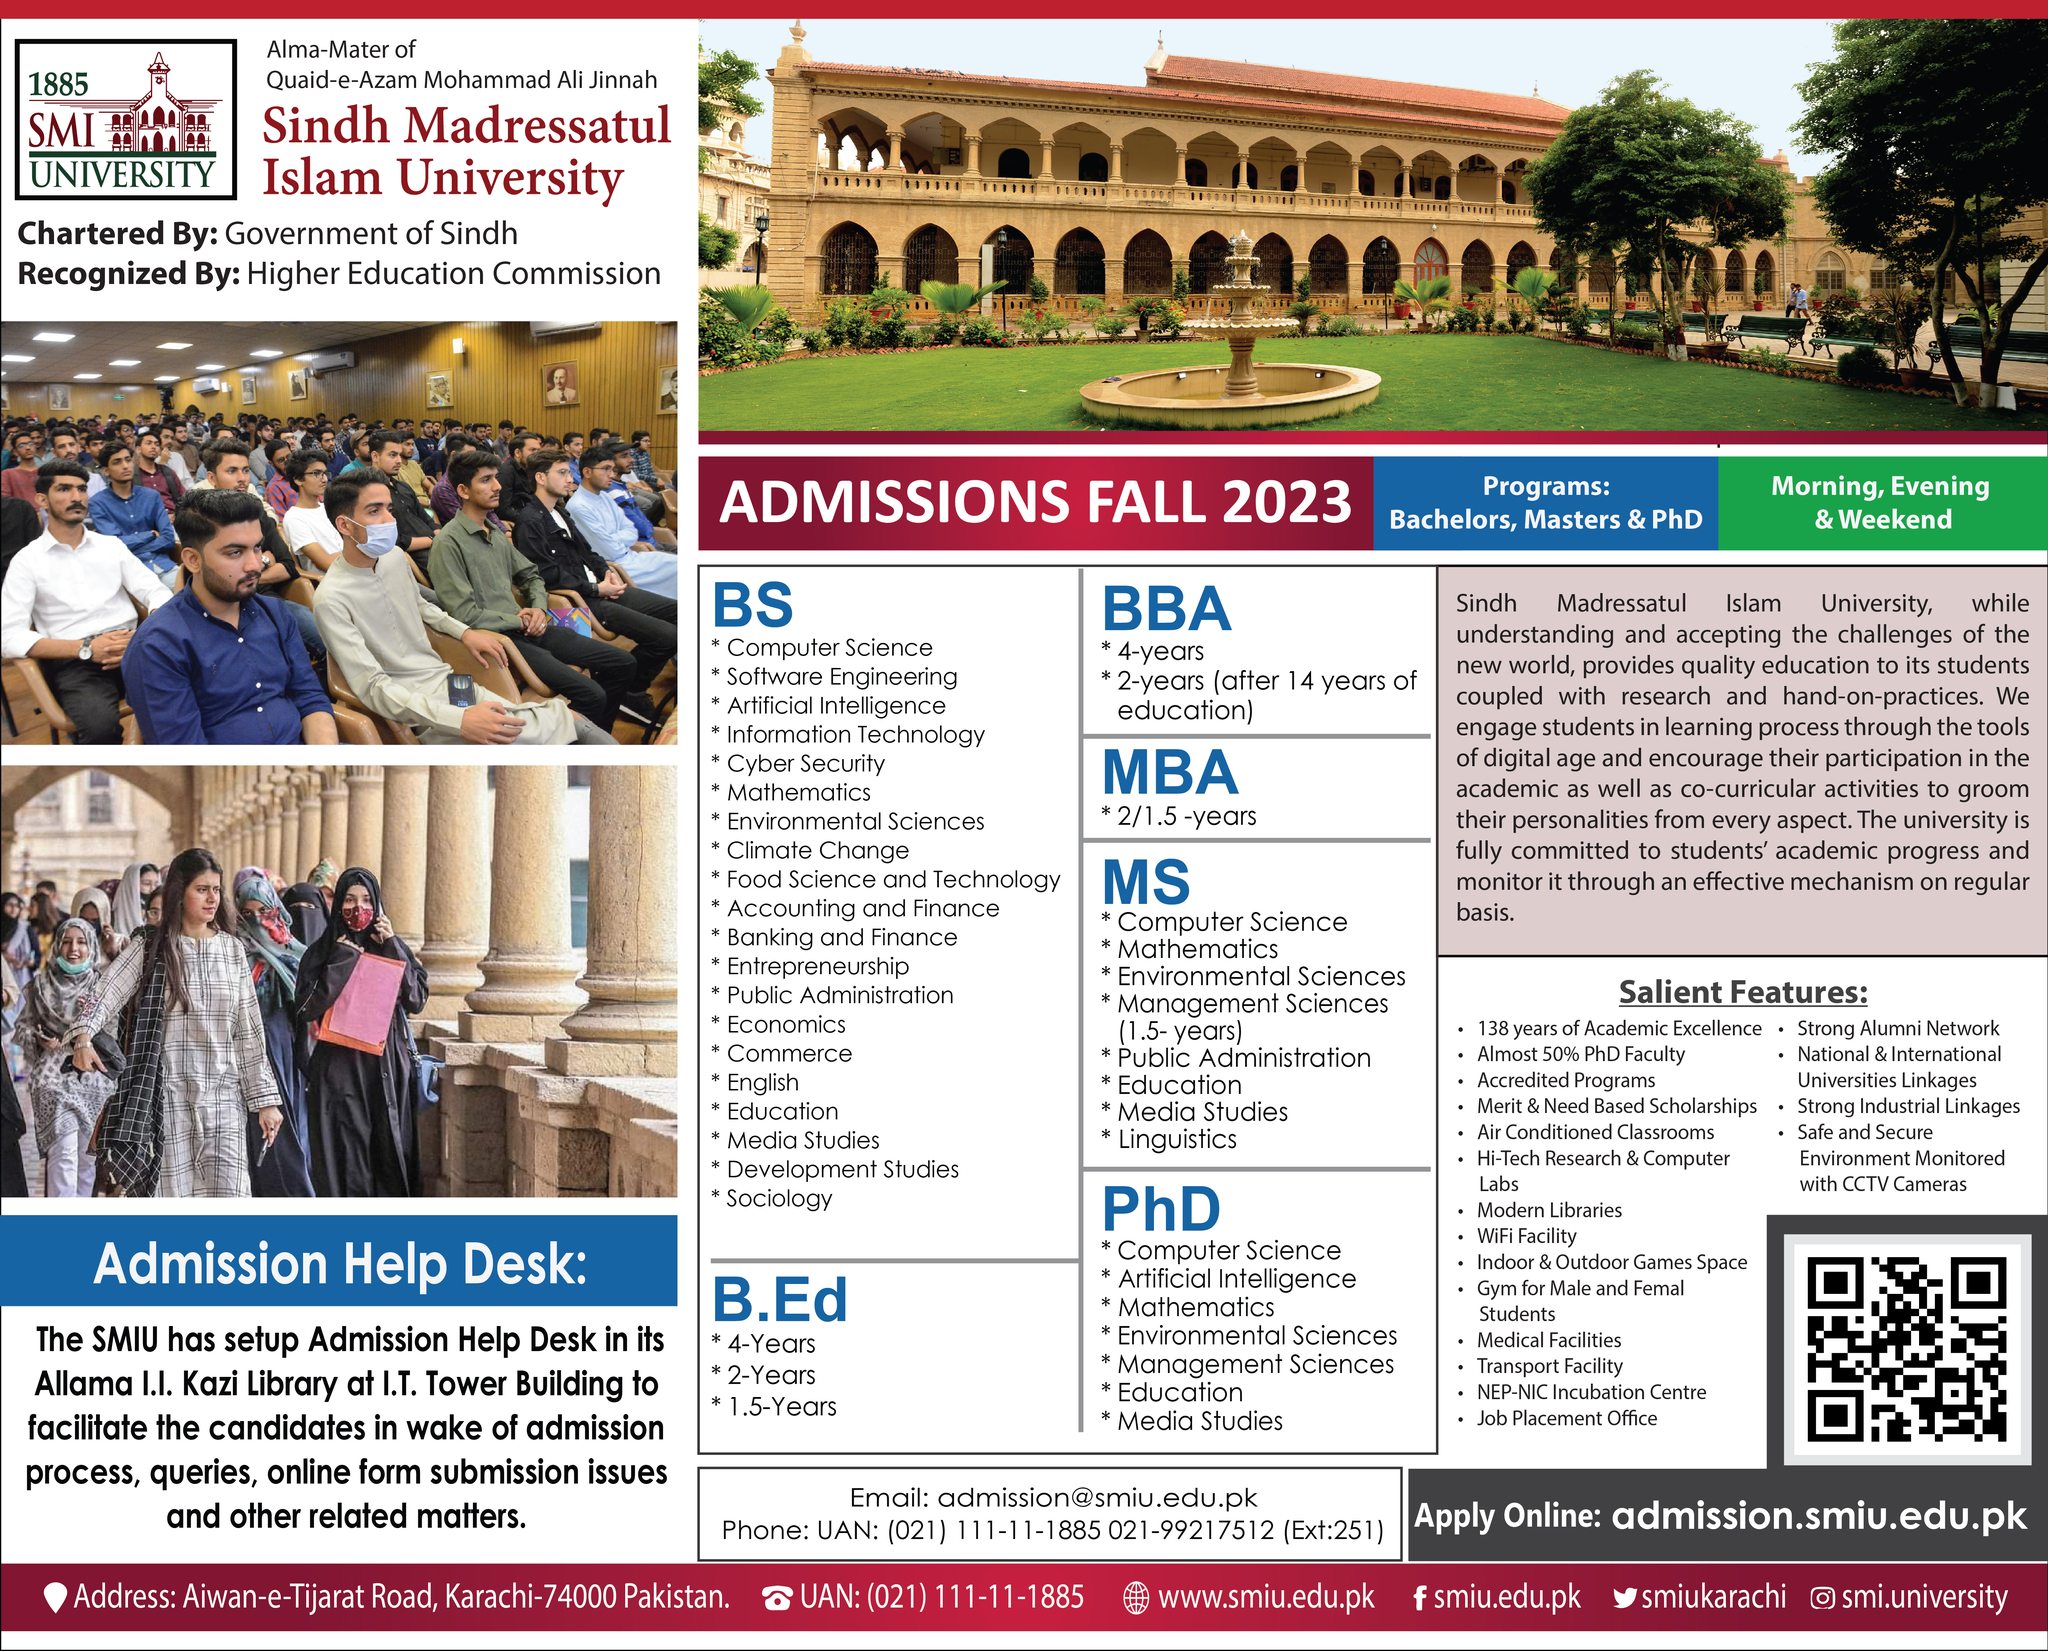 1885
SMI
UNIVERSITY
Alma-Mater of
Quaid-e-Azam Mohammad Ali Jinnah
Sindh Madressatul
Islam University
Chartered By: Government of Sindh
Recognized By: Higher Education Commission
ADMISSIONS FALL 2023
Programs:
Bachelors, Masters & PhD
Morning, Evening
& Weekend
BS
* Computer Science
* Software Engineering
* Artificial Intelligence
* Information Technology
* Cyber Security
* Mathematics
* Environmental Sciences
* Climate Change
* Food Science and Technology
* Accounting and Finance
* Banking and Finance
* Entrepreneurship
* Public Administration
* Economics
* Commerce
* English
* Education
* Media Studies
* Development Studies
* Sociology
B.Ed
* 4-Years
* 2-Years
* 1.5-Years
BBA
* 4-years
* 2-years (after 14 years of
education)
MBA
* 2/1.5 -years
MS
* Computer Science
* Mathematics
* Environmental Sciences
* Management Sciences
(1.5- years)
* Public Administration
* Education
* Media Studies
* Linguistics
PhD
* Computer Science
* Artificial Intelligence
* Mathematics
* Environmental Sciences
* Management Sciences
* Education
* Media Studies
Sindh Madressatul Islam University, while
understanding and accepting the challenges of the
new world, provides quality education to its students
coupled with research and hand-on-practices. We
engage students in learning process through the tools
of digital age and encourage their participation in the
academic as well as co-curricular activities to groom
their personalities from every aspect. The university is
fully committed to students’ academic progress and
monitor it through an effective mechanism on regular
basis.
Salient Features:
• 138 years of Academic Excellence
• Almost 50% PhD Faculty
• Accredited Programs
• Merit & Need Based Scholarships
• Air Conditioned Classrooms
• Hi-Tech Research & Computer
Labs
• Modern Libraries
• WiFi Facility
• Indoor & Outdoor Games Space
• Gym for Male and Femal
Students
• Medical Facilities
• Transport Facility
• NEP-NIC Incubation Centre
• Job Placement Office
• Strong Alumni Network
• National & International
Universities Linkages
• Strong Industrial Linkages
• Safe and Secure
Environment Monitored
with CCTV Cameras
Admission Help Desk:
The SMIU has setup Admission Help Desk in its
Allama I.I. Kazi Library at I.T. Tower Building to
facilitate the candidates in wake of admission
process, queries, online form submission issues
and other related matters.
Email: admission@smiu.edu.pk
Phone: UAN: (021) 111-11-1885 021-99217512 (Ext:251)
Apply Online: admission.smiu.edu.pk
Address: Aiwan-e-Tijarat Road, Karachi-74000 Pakistan. UAN: (021) 111-11-1885 www.smiu.edu.pk smiu.edu.pk smiukarachi smi.university